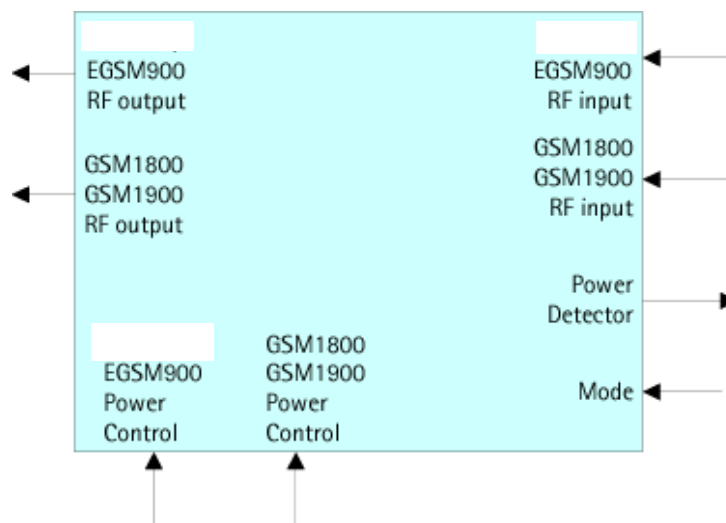 EGSM900
RF output
EGSM900
RF input
GSM1800
GSM1900
RF output
GSM1800
GSM1900
RF input
Power
Detector
Mode
EGSM900
Power
Control
GSM1800
GSM1900
Power
Control